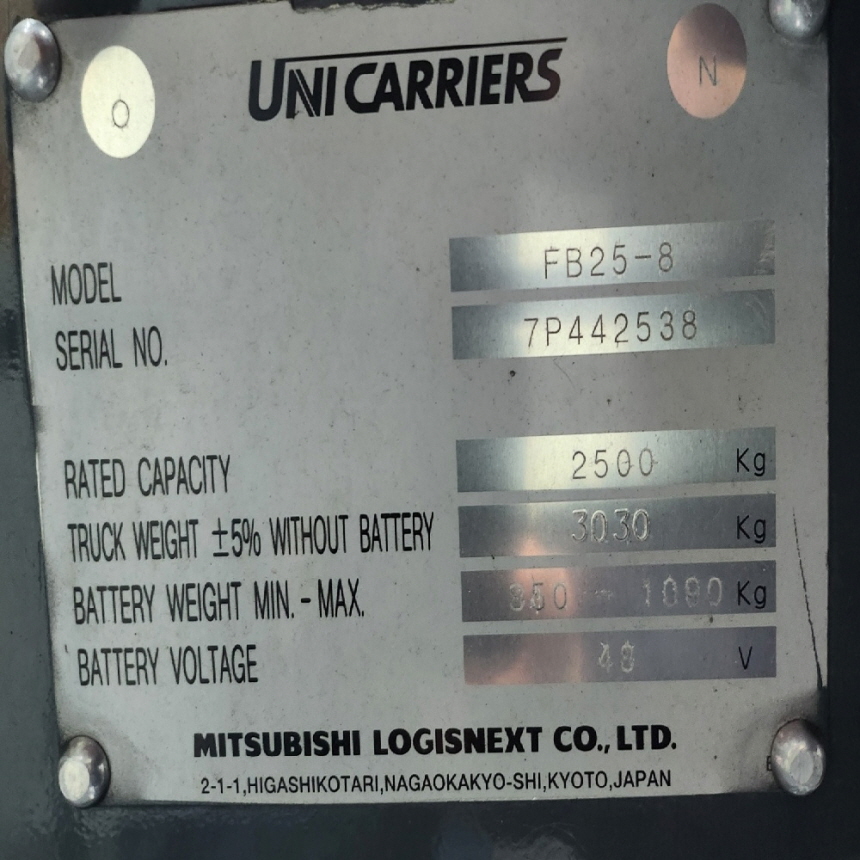 O
UNICARRIERS
N
MODEL FB25-8
SERIAL NO. 7P442538
RATED CAPACITY 2500 Kg
TRUCK WEIGHT ±5% WITHOUT BATTERY 3030 Kg
BATTERY WEIGHT MIN. - MAX. Kg
BATTERY VOLTAGE 48 V
MITSUBISHI LOGISNEXT CO., LTD.
2-1-1,HIGASHIKOTARI,NAGAOKAKYO-SHI,KYOTO,JAPAN